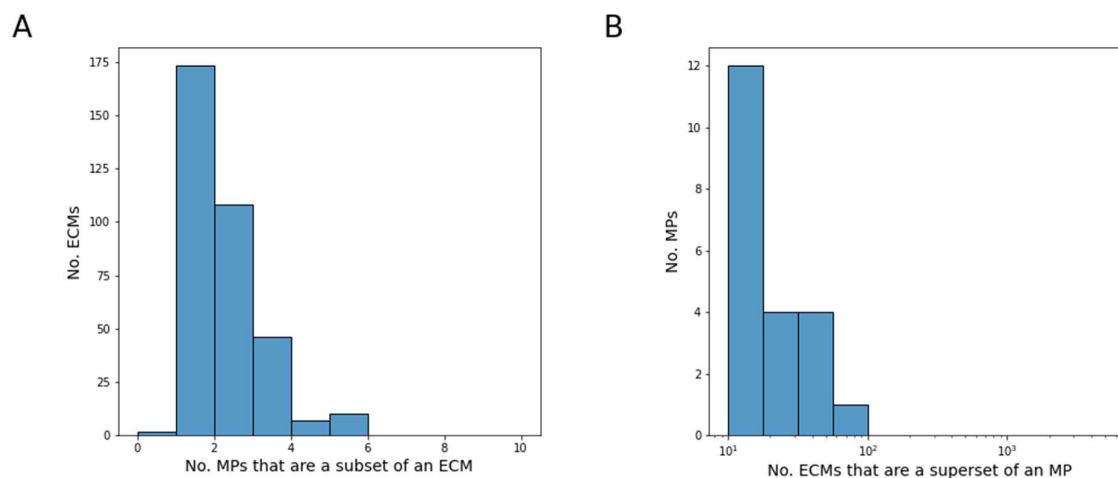 A
B
175
150
125
100
75
50
25
0
No. ECMs
0 2 4 6 8 10
No. MPs that are a subset of an ECM
12
10
8
6
4
2
0
No. MPs
10¹ 10² 10³
No. ECMs that are a superset of an MP